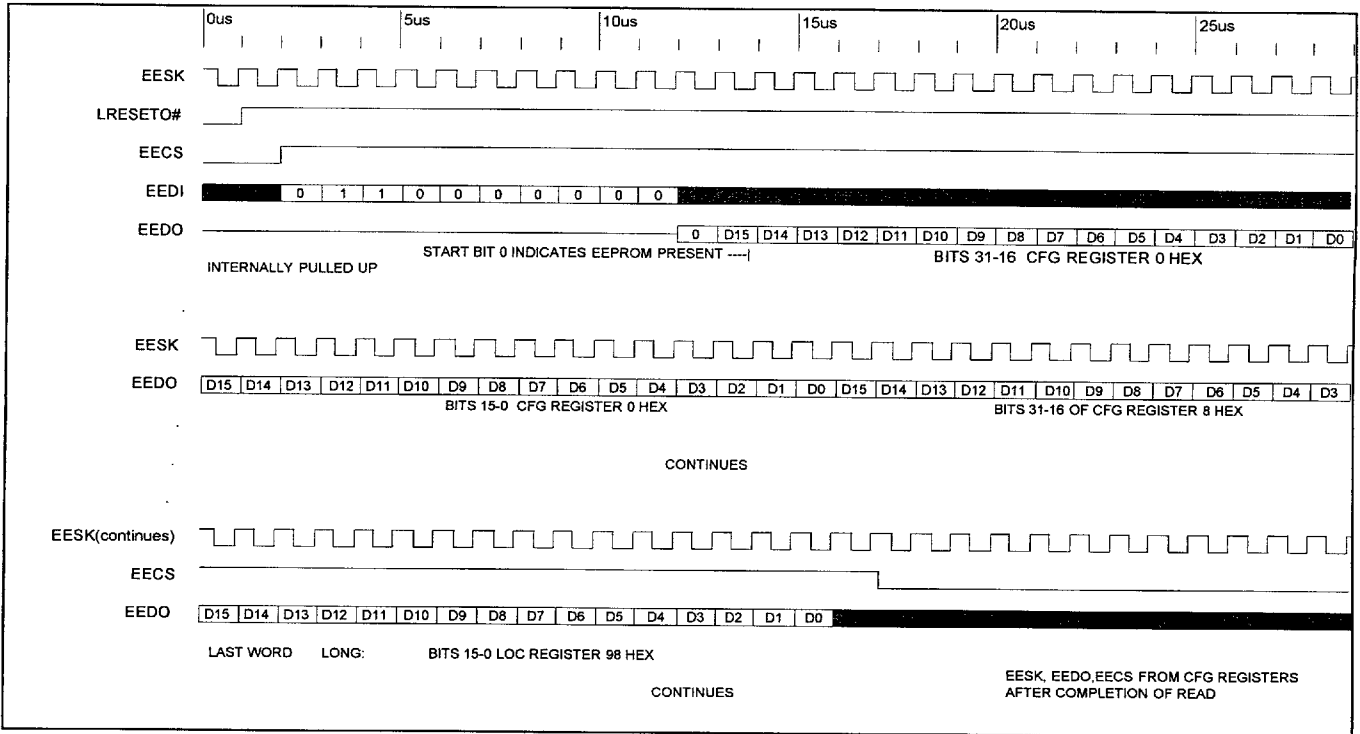 0us 5us 10us 15us 20us 25us
EESK
LRESETO#
EECS
EEDI 0 1 1 0 0 0 0 0 0 0
EEDO 0 D15 D14 D13 D12 D11 D10 D9 D8 D7 D6 D5 D4 D3 D2 D1 D0
START BIT 0 INDICATES EEPROM PRESENT ----| BITS 31-16 CFG REGISTER 0 HEX
INTERNALLY PULLED UP
EESK
EEDO D15 D14 D13 D12 D11 D10 D9 D8 D7 D6 D5 D4 D3 D2 D1 D0 D15 D14 D13 D12 D11 D10 D9 D8 D7 D6 D5 D4 D3
BITS 15-0 CFG REGISTER 0 HEX BITS 31-16 OF CFG REGISTER 8 HEX
CONTINUES
EESK(continues)
EECS
EEDO D15 D14 D13 D12 D11 D10 D9 D8 D7 D6 D5 D4 D3 D2 D1 D0
LAST WORD LONG: BITS 15-0 LOC REGISTER 98 HEX
EESK, EEDO,EECS FROM CFG REGISTERS
CONTINUES AFTER COMPLETION OF READ